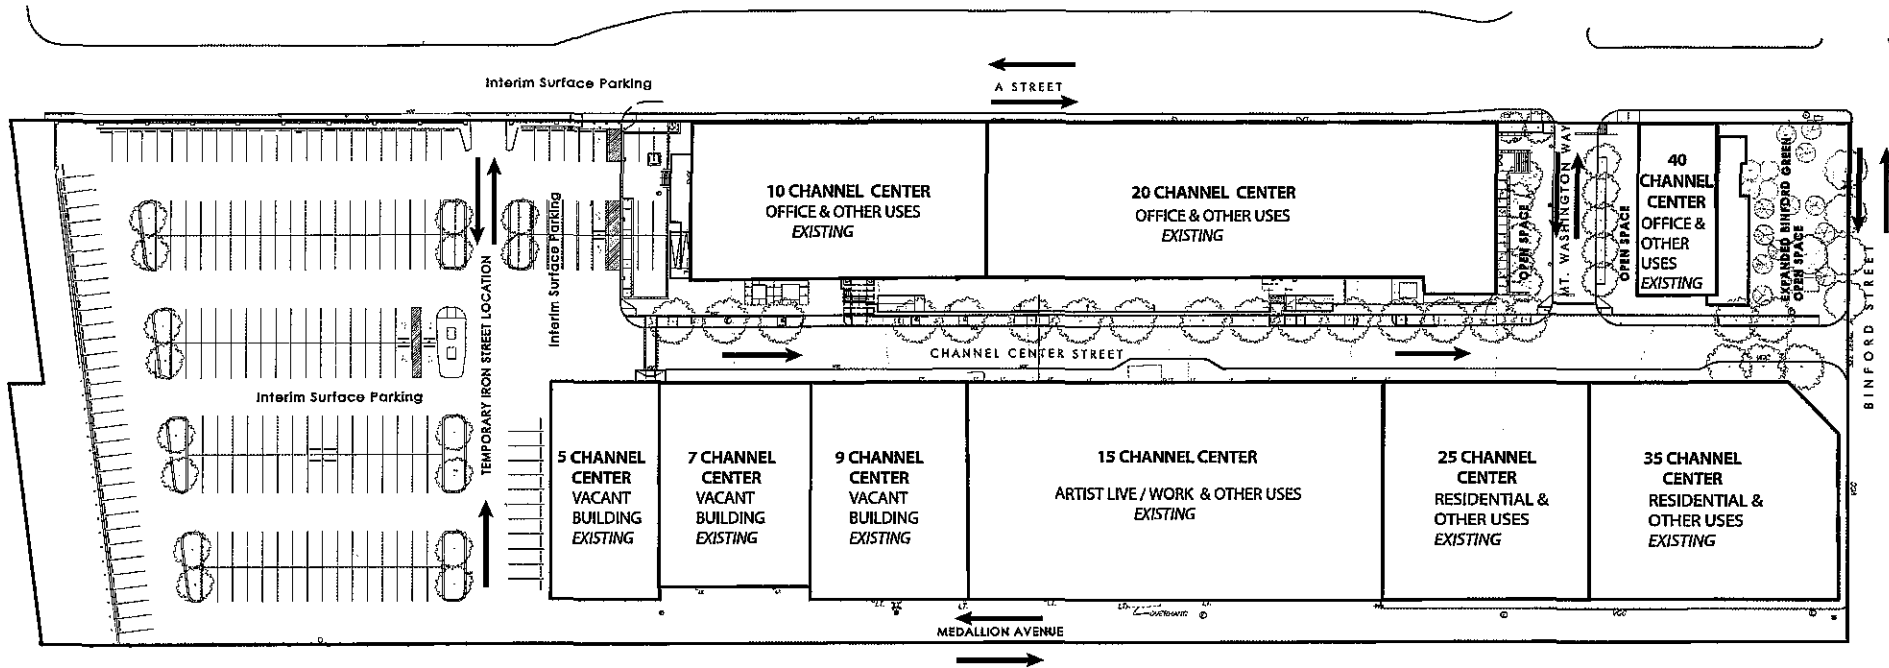 Interim Surface Parking
A STREET
10 CHANNEL CENTER
OFFICE & OTHER USES
EXISTING
20 CHANNEL CENTER
OFFICE & OTHER USES
EXISTING
OPEN SPACE
MT. WASHINGTON WAY
OPEN SPACE
40
CHANNEL
CENTER
OFFICE &
OTHER
USES
EXISTING
EXPANDED BINFORD GREEN:
OPEN SPACE
BINFORD STREET
Interim Surface Parking
Interim Surface Parking
TEMPORARY IRON STREET LOCATION
Interim Surface Parking
CHANNEL CENTER STREET
5 CHANNEL
CENTER
VACANT
BUILDING
EXISTING
7 CHANNEL
CENTER
VACANT
BUILDING
EXISTING
9 CHANNEL
CENTER
VACANT
BUILDING
EXISTING
15 CHANNEL CENTER
ARTIST LIVE / WORK & OTHER USES
EXISTING
25 CHANNEL
CENTER
RESIDENTIAL &
OTHER USES
EXISTING
35 CHANNEL
CENTER
RESIDENTIAL &
OTHER USES
EXISTING
MEDALLION AVENUE